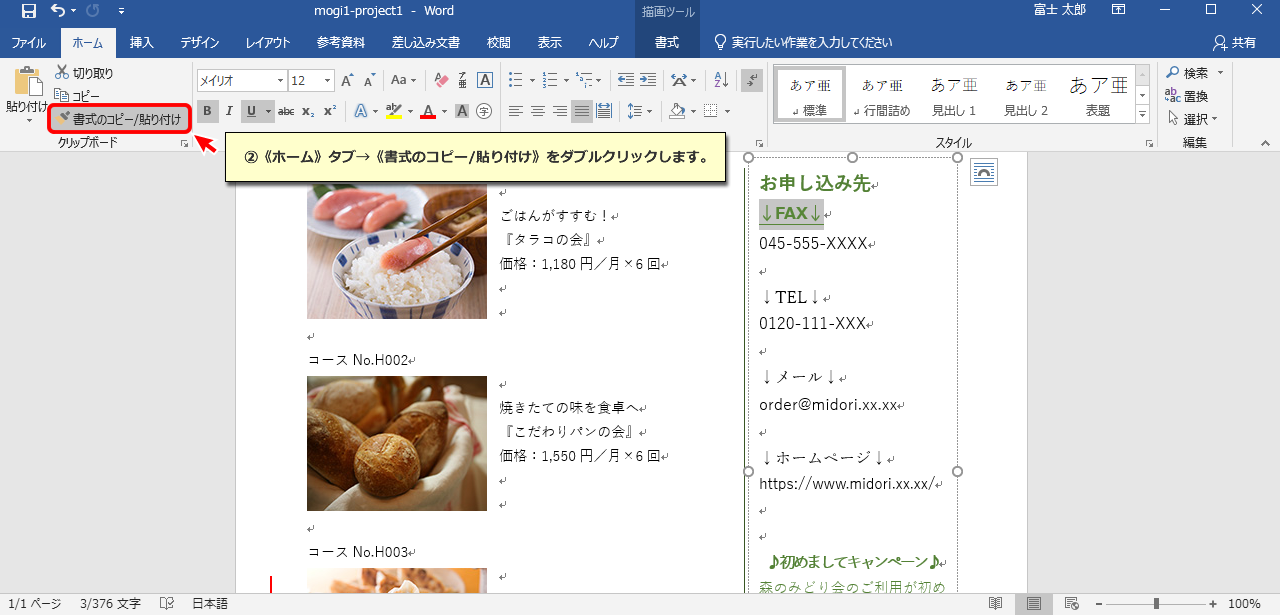 mogi1-project1 - Word
描画ツール
富士 太郎
ファイル ホーム 挿入 デザイン レイアウト 参考資料 差し込み文書 校閲 表示 ヘルプ 書式 実行したい作業を入力してください 共有
貼り付け
切り取り
コピー
書式のコピー/貼り付け
クリップボード
メイリオ 12
Aa
B I U abc x₂ x²
あア亜 標準
あア亜 行間詰め
あア亜 見出し 1
あア亜 見出し 2
あア亜 表題
スタイル
検索
置換
選択
編集
②《ホーム》タブ→《書式のコピー/貼り付け》をダブルクリックします。
ごはんがすすむ！
『タラコの会』
価格：1,180 円／月×6 回
コース No.H002
焼きたての味を食卓へ
『こだわりパンの会』
価格：1,550 円／月×6 回
コース No.H003
お申し込み先
↓FAX↓
045-555-XXXX
↓TEL↓
0120-111-XXX
↓メール↓
order@midori.xx.xx
↓ホームページ↓
https://www.midori.xx.xx/
♪初めましてキャンペーン♪
森のみどり会のご利用が初め
1/1 ページ 3/376 文字 日本語 100%